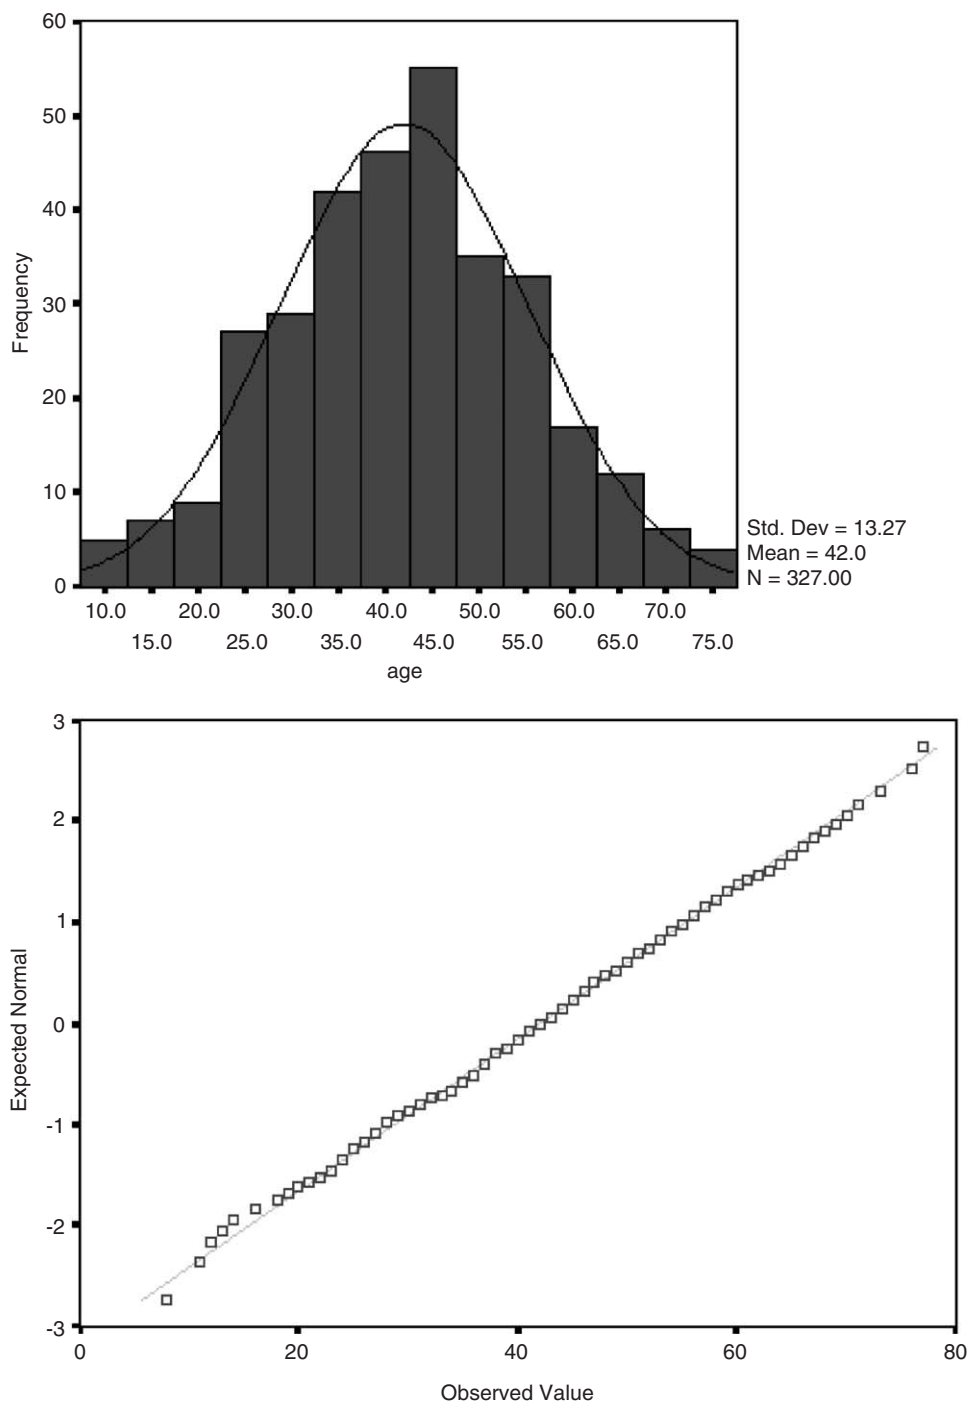 60
50
40
30
20
10
0
Frequency
10.0 20.0 30.0 40.0 50.0 60.0 70.0
15.0 25.0 35.0 45.0 55.0 65.0 75.0
age
Std. Dev = 13.27
Mean = 42.0
N = 327.00
3
2
1
0
-1
-2
-3
Expected Normal
0 20 40 60 80
Observed Value